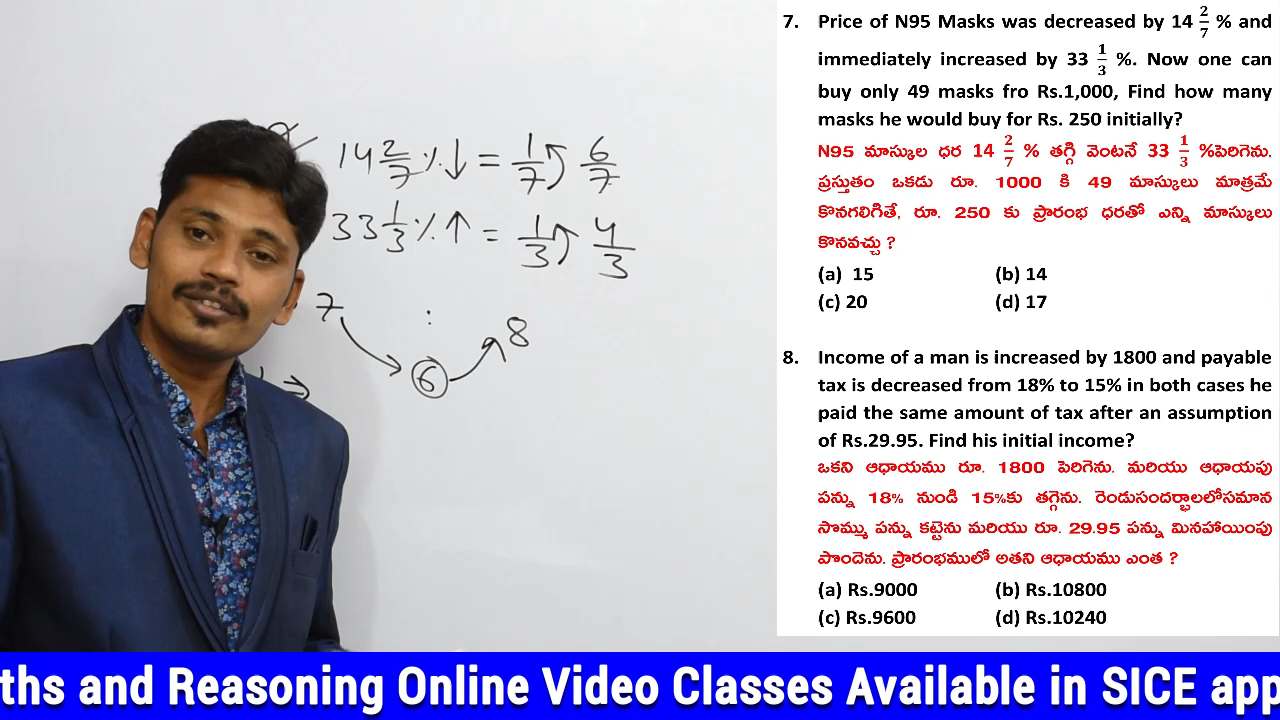 14 2/7 % ↓ = 1/7 6/7
33 1/3 % ↑ = 1/3 4/3
7 : 8
6
7. Price of N95 Masks was decreased by 14 2/7 % and
immediately increased by 33 1/3 %. Now one can
buy only 49 masks fro Rs.1,000, Find how many
masks he would buy for Rs. 250 initially?
N95 మాస్కుల ధర 14 2/7 % తగ్గి వెంటనే 33 1/3 %పెరిగెను.
ప్రస్తుతం ఒకడు రూ. 1000 కి 49 మాస్కులు మాత్రమే
కొనగలిగితే, రూ. 250 కు ప్రారంభ ధరతో ఎన్ని మాస్కులు
కొనవచ్చు ?
(a) 15 (b) 14
(c) 20 (d) 17
8. Income of a man is increased by 1800 and payable
tax is decreased from 18% to 15% in both cases he
paid the same amount of tax after an assumption
of Rs.29.95. Find his initial income?
ఒకని ఆధాయము రూ. 1800 పెరిగెను. మరియు ఆధాయపు
పన్ను 18% నుండి 15%కు తగ్గెను. రెండుసందర్భాలలోసమాన
సొమ్ము పన్ను కట్టెను మరియు రూ. 29.95 పన్ను మినహాయింపు
పొందెను. ప్రారంభములో అతని ఆధాయము ఎంత ?
(a) Rs.9000 (b) Rs.10800
(c) Rs.9600 (d) Rs.10240
ths and Reasoning Online Video Classes Available in SICE app